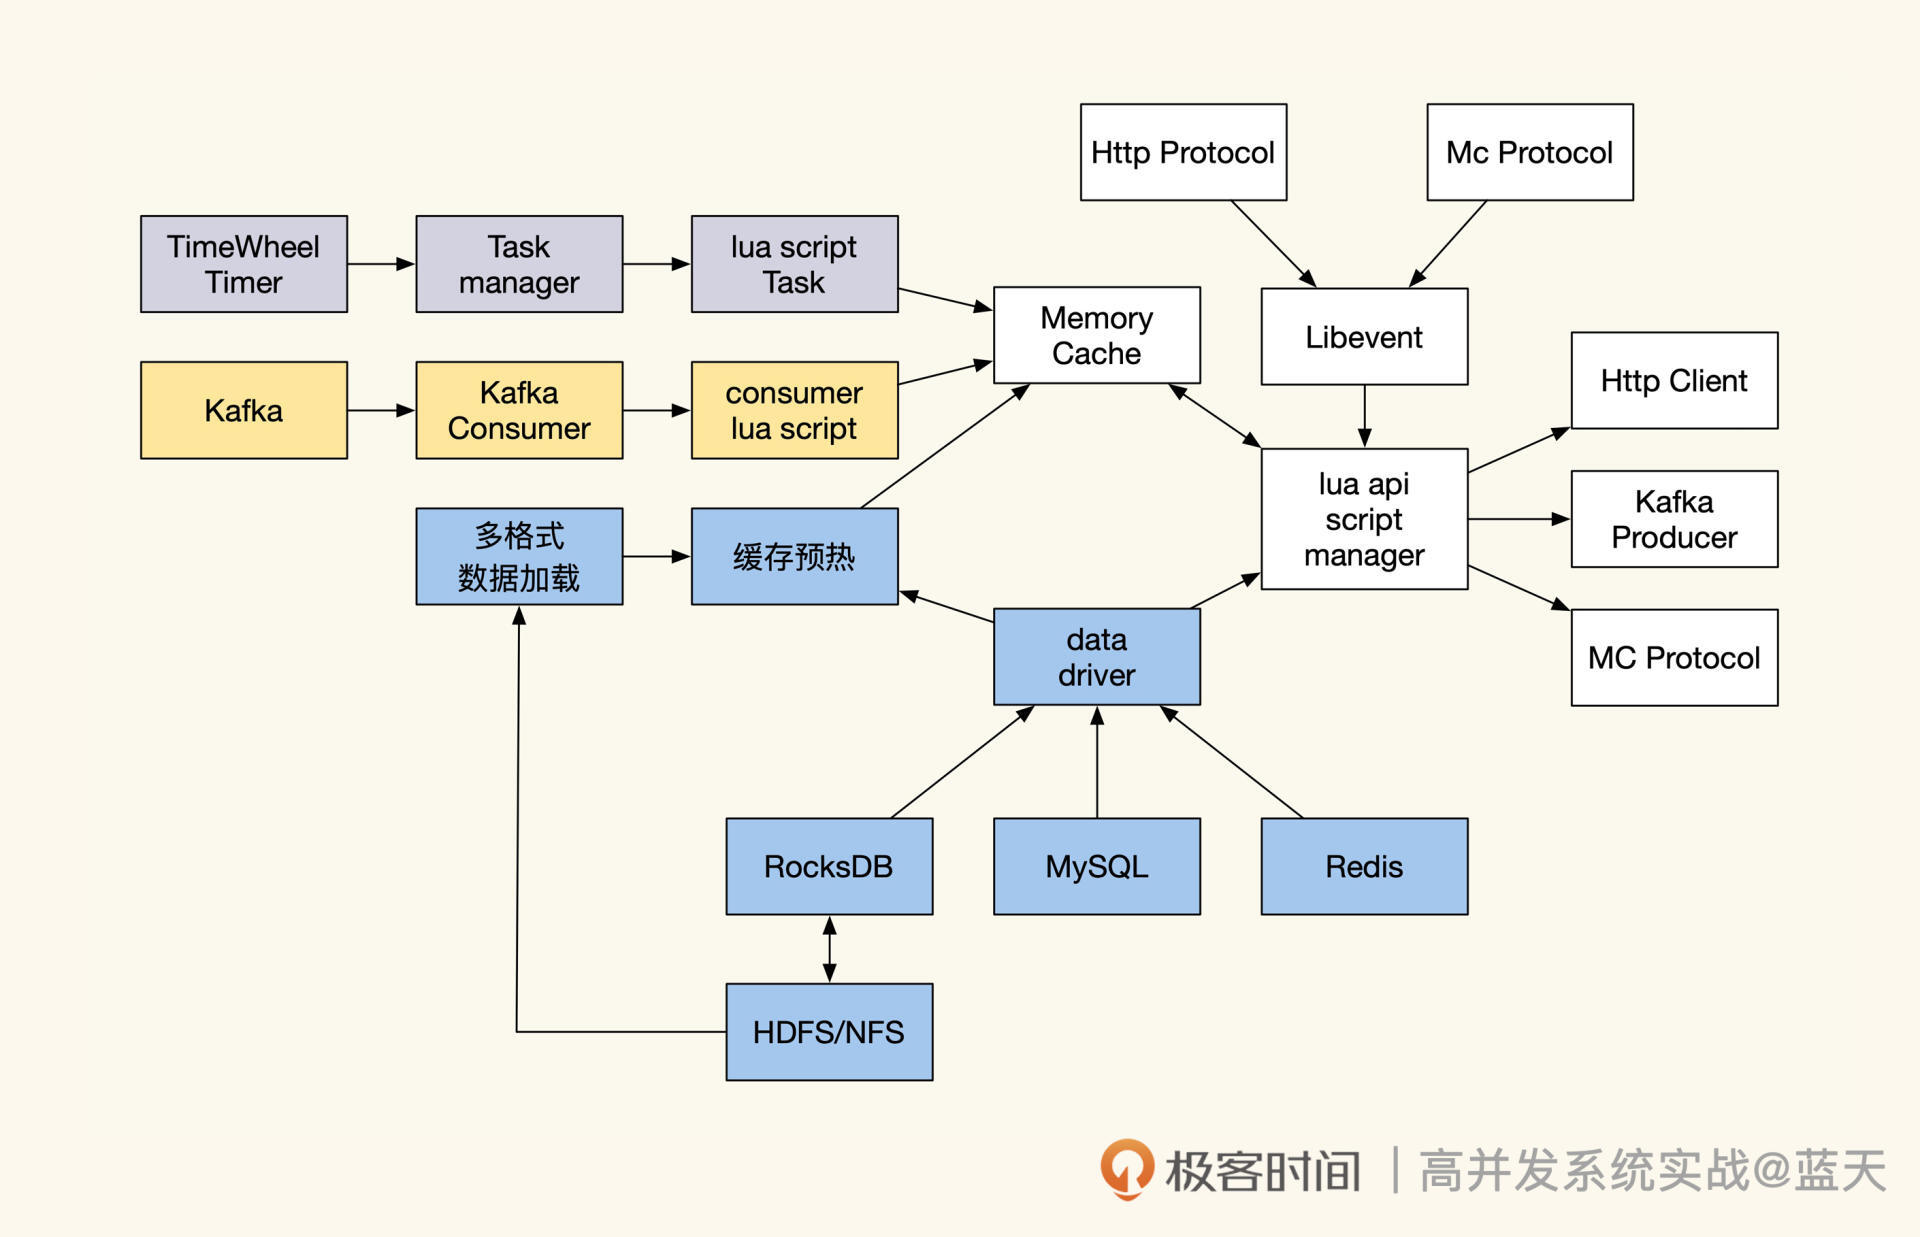 Http Protocol
Mc Protocol
TimeWheel
Timer
Task
manager
lua script
Task
Memory
Cache
Libevent
Http Client
Kafka
Kafka
Consumer
consumer
lua script
lua api
script
manager
Kafka
Producer
多格式
数据加载
缓存预热
data
driver
MC Protocol
RocksDB
MySQL
Redis
HDFS/NFS
极客时间 | 高并发系统实战@蓝天